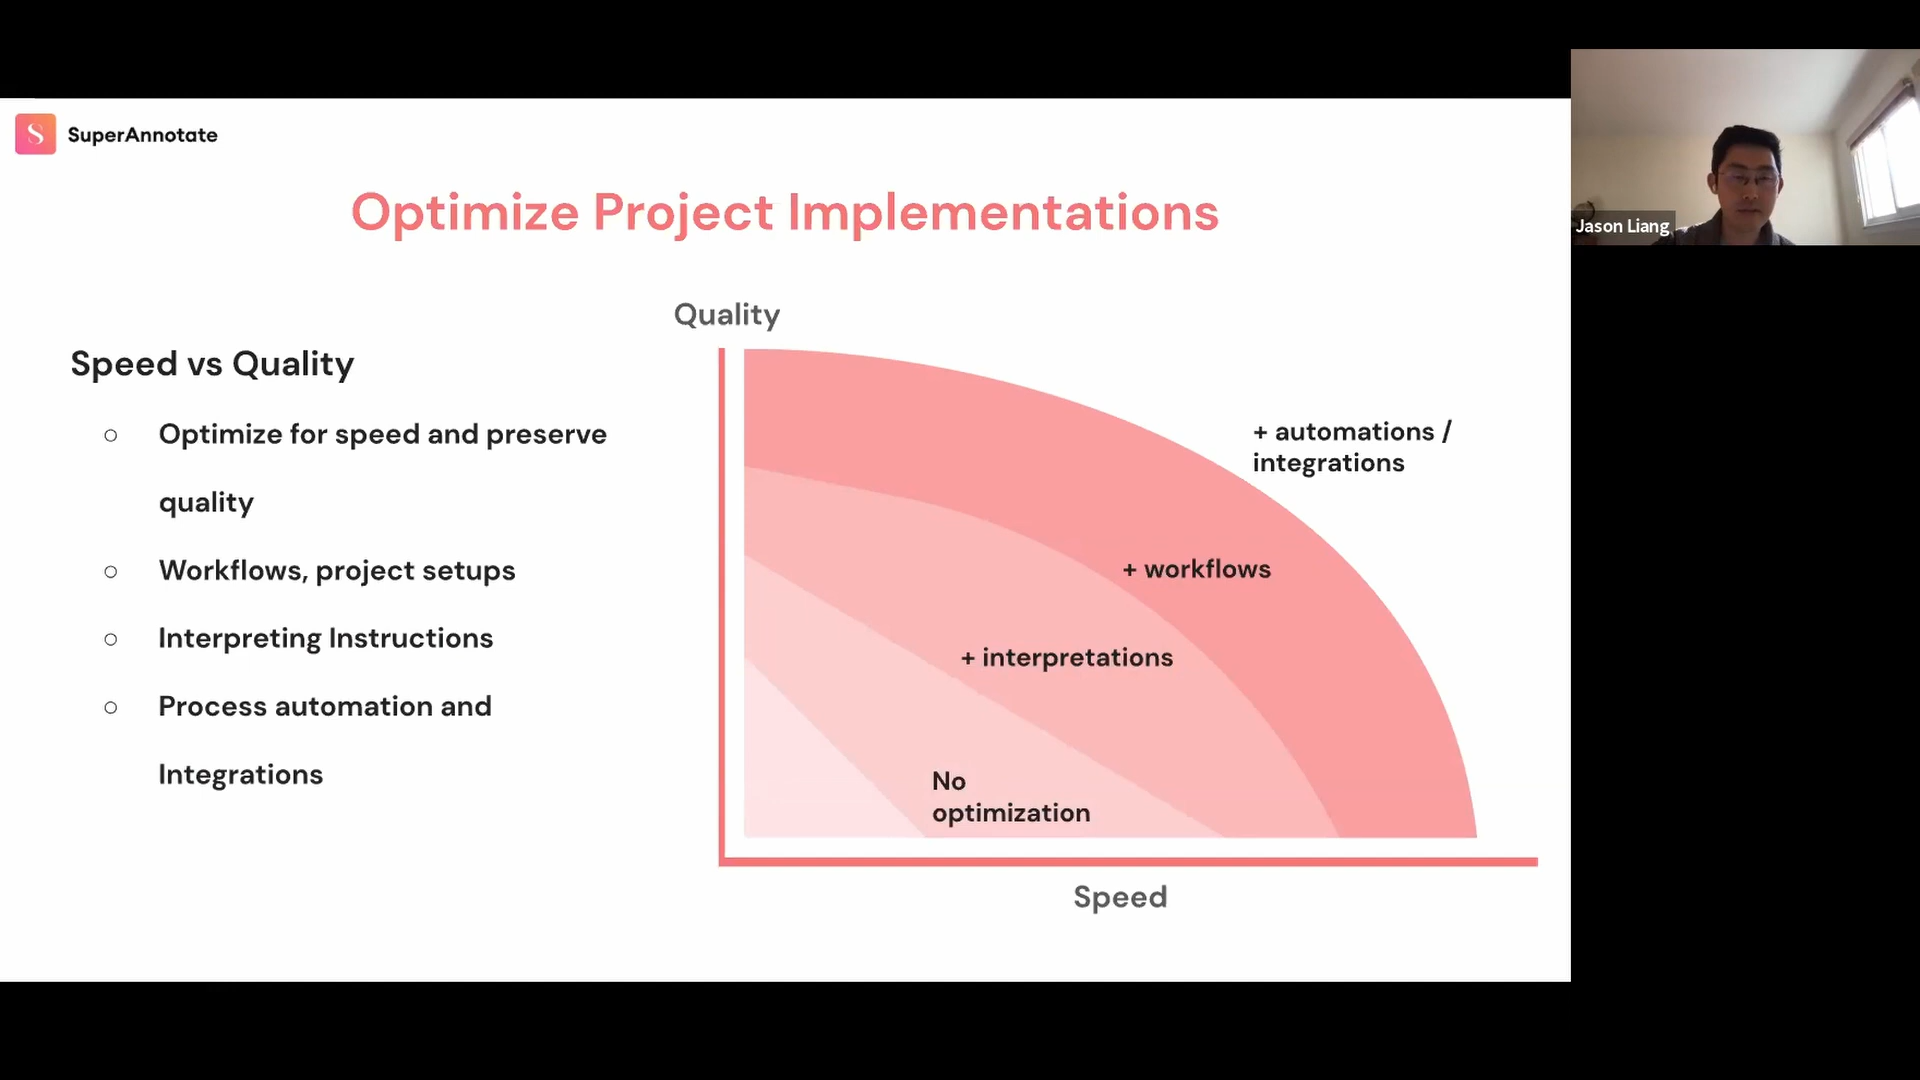 SuperAnnotate
Optimize Project Implementations
Speed vs Quality
○ Optimize for speed and preserve
quality
○ Workflows, project setups
○ Interpreting Instructions
○ Process automation and
Integrations
Quality
+ automations /
integrations
+ workflows
+ interpretations
No
optimization
Speed
Jason Liang